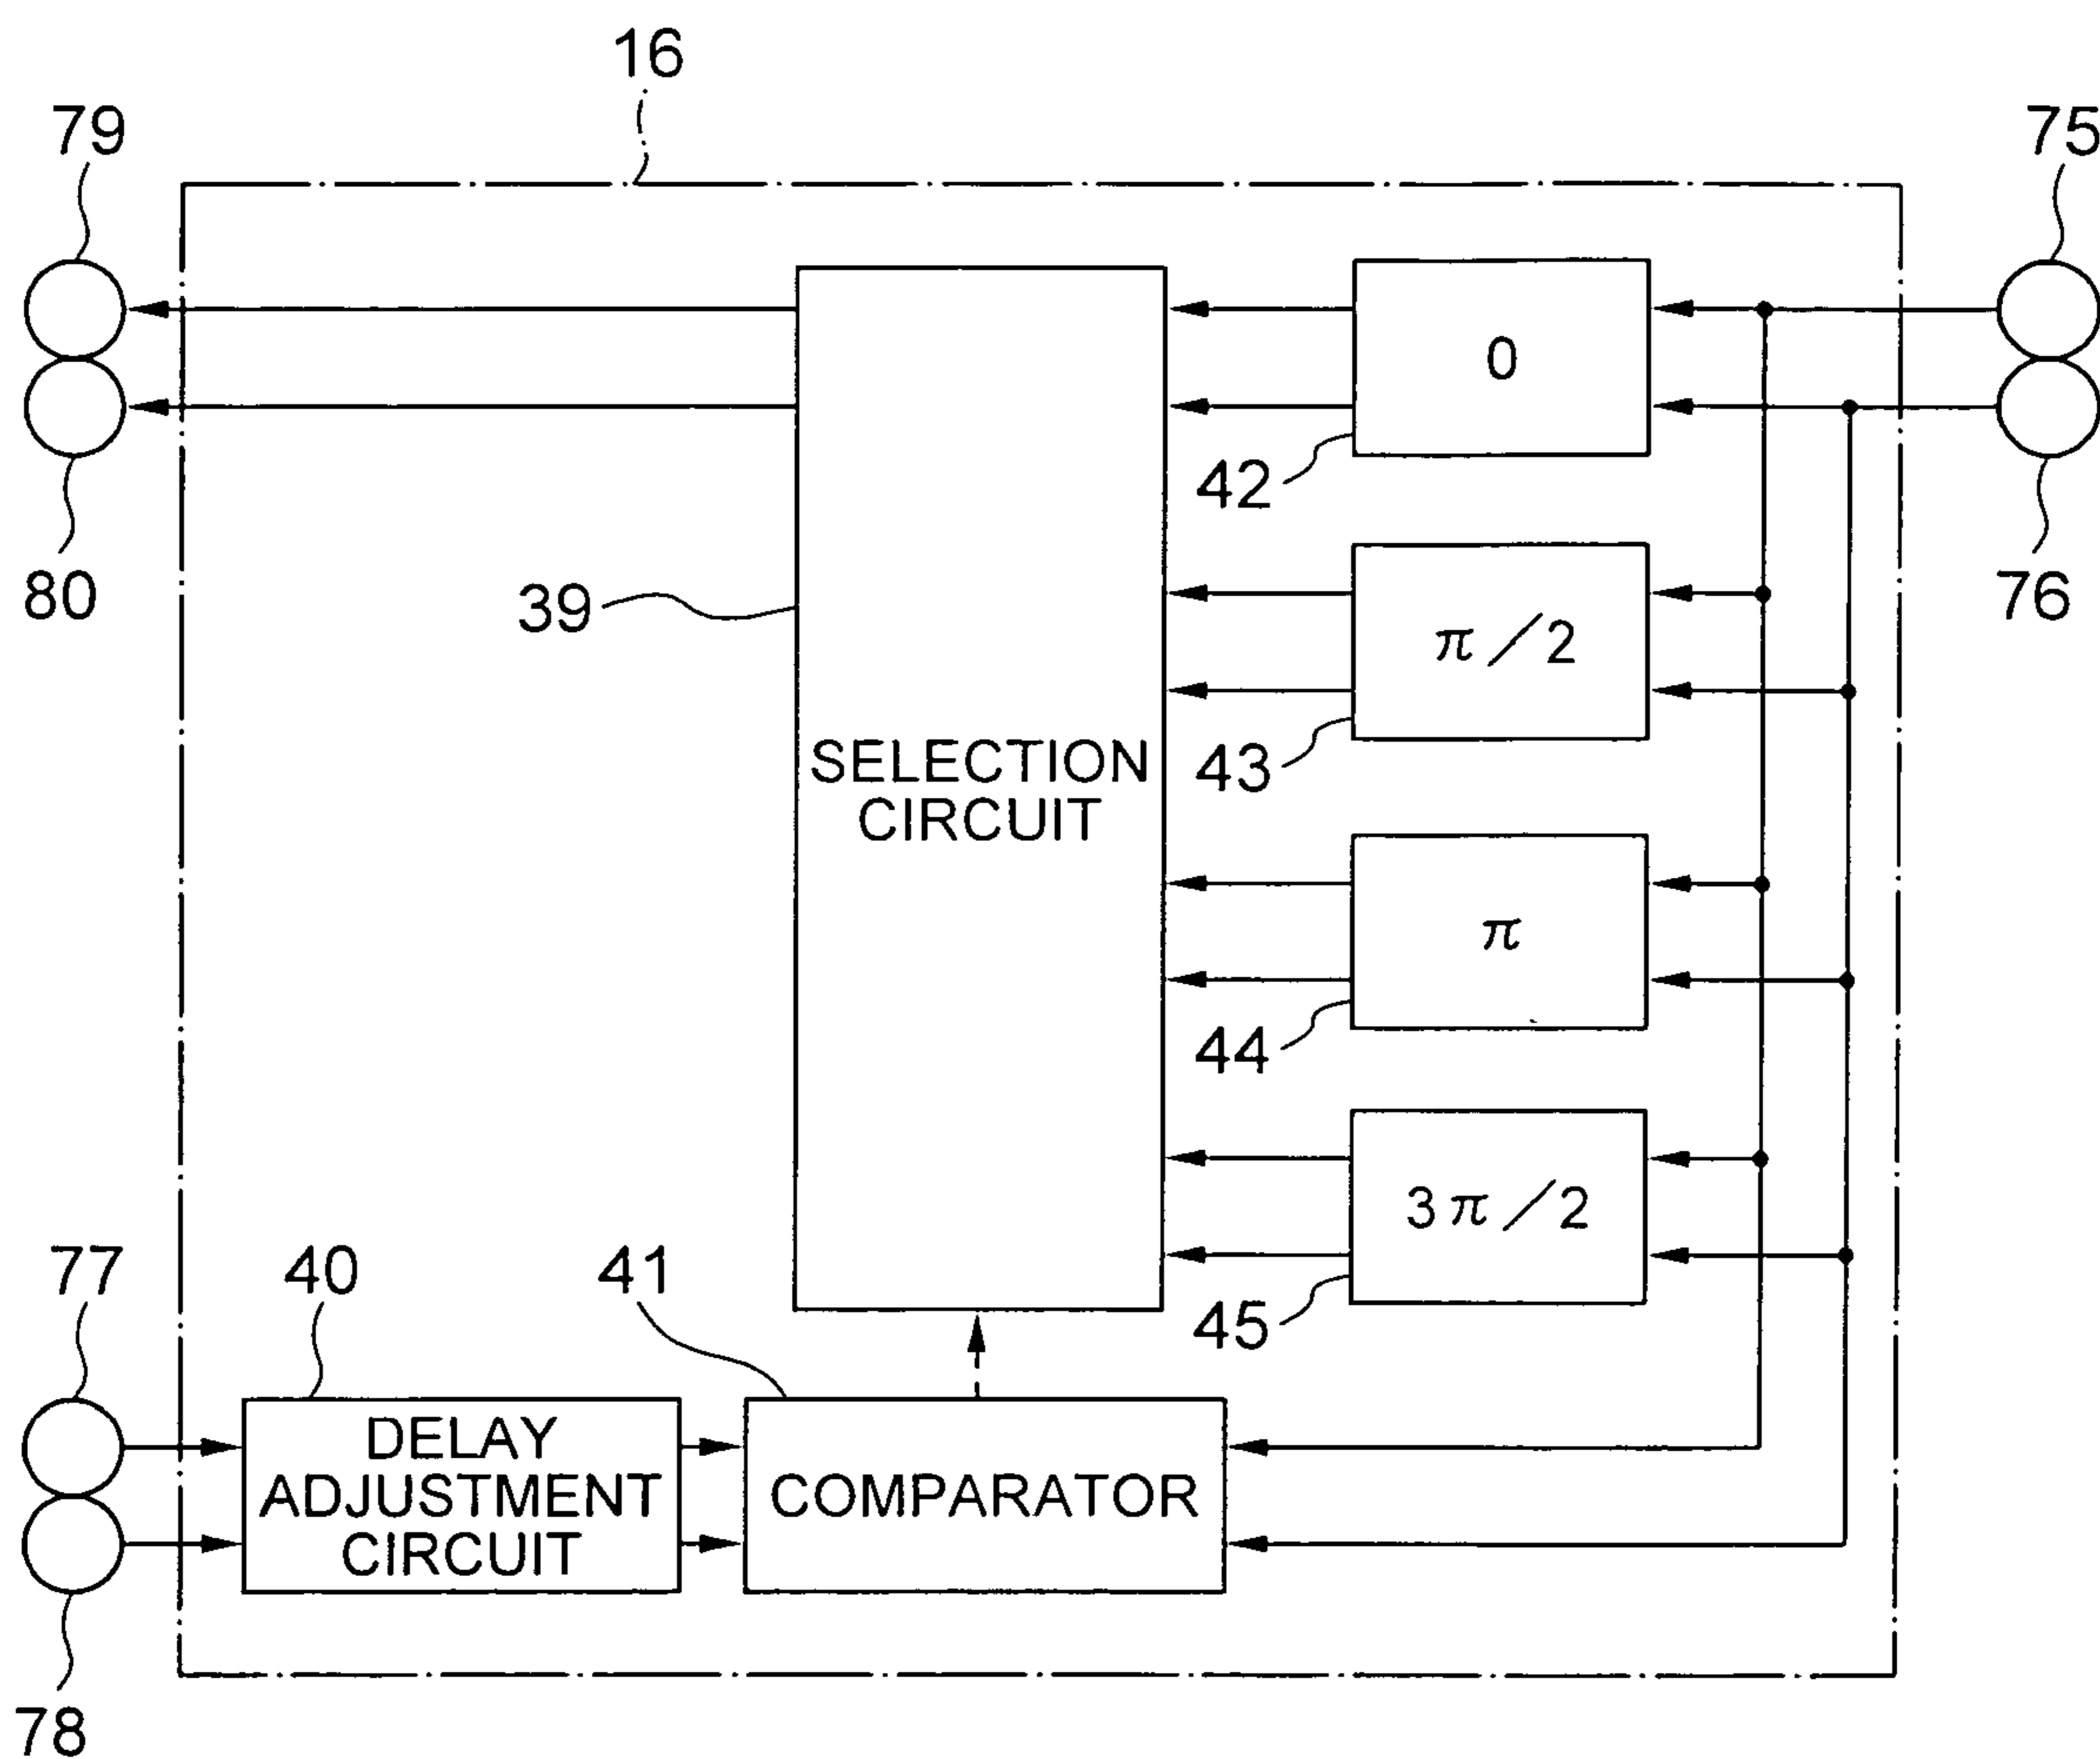 16
79
75
0
42
80
39
76
π/2
43
SELECTION
CIRCUIT
π
44
3π/2
77
40
41
45
DELAY
ADJUSTMENT
CIRCUIT
COMPARATOR
78